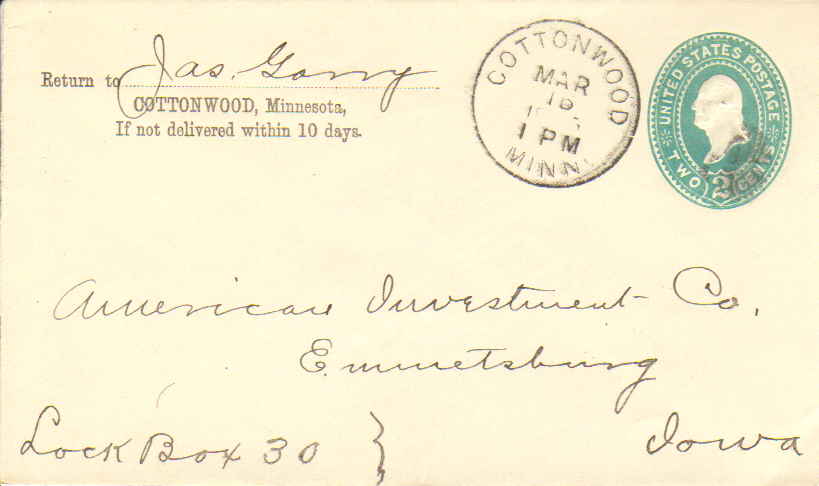 Return to Jas. Gorry
COTTONWOOD, Minnesota,
If not delivered within 10 days.
COTTONWOOD
MAR
1 PM
MINN.
UNITED STATES POSTAGE
TWO 2 CENTS
American Investment Co.
Emmetsburg
Lock Box 30 } Iowa